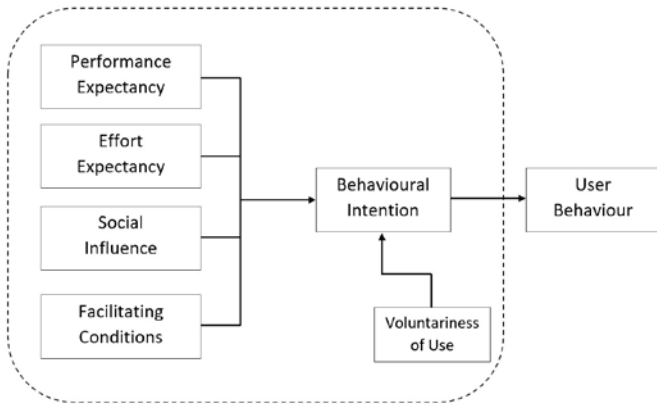 Performance
Expectancy
Effort
Expectancy
Social
Influence
Facilitating
Conditions
Behavioural
Intention
Voluntariness
of Use
User
Behaviour